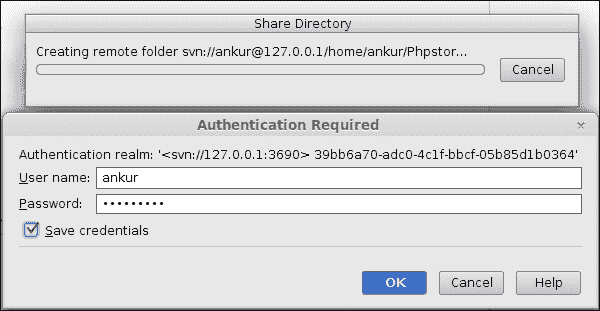 Share Directory
Creating remote folder svn://ankur@127.0.0.1/home/ankur/Phpstor...
Cancel
Authentication Required
Authentication realm: '<svn://127.0.0.1:3690> 39bb6a70-adc0-4c1f-bbcf-05b85d1b0364'
User name: ankur
Password: •••••••••
Save credentials
OK Cancel Help